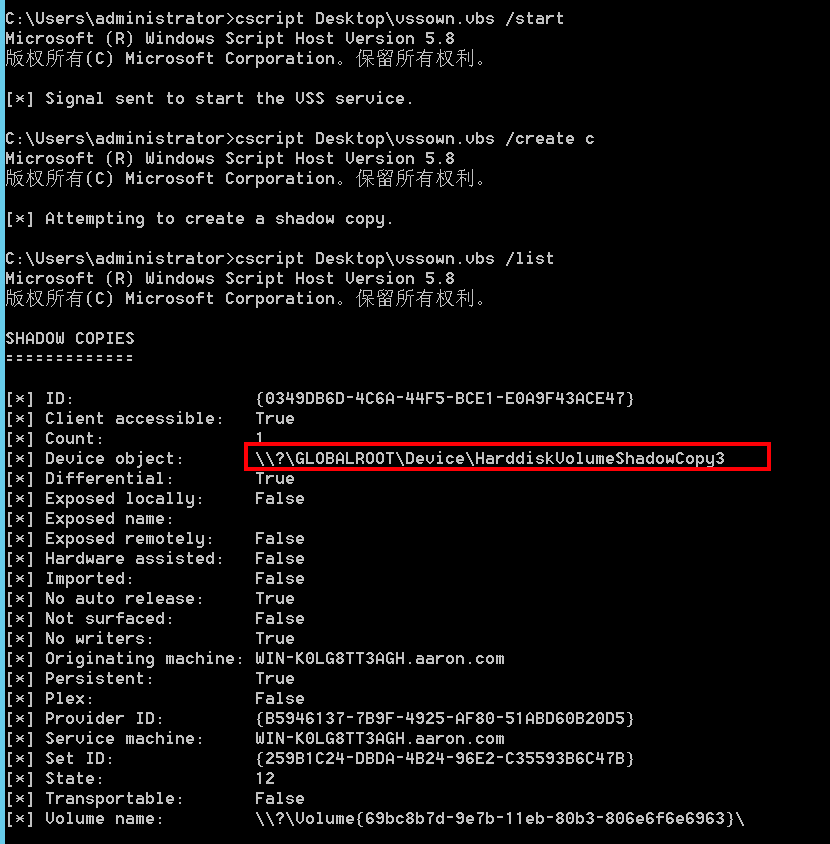 C:\Users\administrator>cscript Desktop\vssown.vbs /start
Microsoft (R) Windows Script Host Version 5.8
版权所有(C) Microsoft Corporation。保留所有权利。
[*] Signal sent to start the VSS service.
C:\Users\administrator>cscript Desktop\vssown.vbs /create c
Microsoft (R) Windows Script Host Version 5.8
版权所有(C) Microsoft Corporation。保留所有权利。
[*] Attempting to create a shadow copy.
C:\Users\administrator>cscript Desktop\vssown.vbs /list
Microsoft (R) Windows Script Host Version 5.8
版权所有(C) Microsoft Corporation。保留所有权利。
SHADOW COPIES
=============
[*] ID:                  {0349DB6D-4C6A-44F5-BCE1-E0A9F43ACE47}
[*] Client accessible:   True
[*] Count:               1
[*] Device object:       \\?\GLOBALROOT\Device\HarddiskVolumeShadowCopy3
[*] Differential:        True
[*] Exposed locally:     False
[*] Exposed name:
[*] Exposed remotely:    False
[*] Hardware assisted:   False
[*] Imported:            False
[*] No auto release:     True
[*] Not surfaced:        False
[*] No writers:          True
[*] Originating machine: WIN-K0LG8TT3AGH.aaron.com
[*] Persistent:          True
[*] Plex:                False
[*] Provider ID:         {B5946137-7B9F-4925-AF80-51ABD60B20D5}
[*] Service machine:     WIN-K0LG8TT3AGH.aaron.com
[*] Set ID:              {259B1C24-DBDA-4B24-96E2-C35593B6C47B}
[*] State:               12
[*] Transportable:       False
[*] Volume name:         \\?\Volume{69bc8b7d-9e7b-11eb-80b3-806e6f6e6963}\